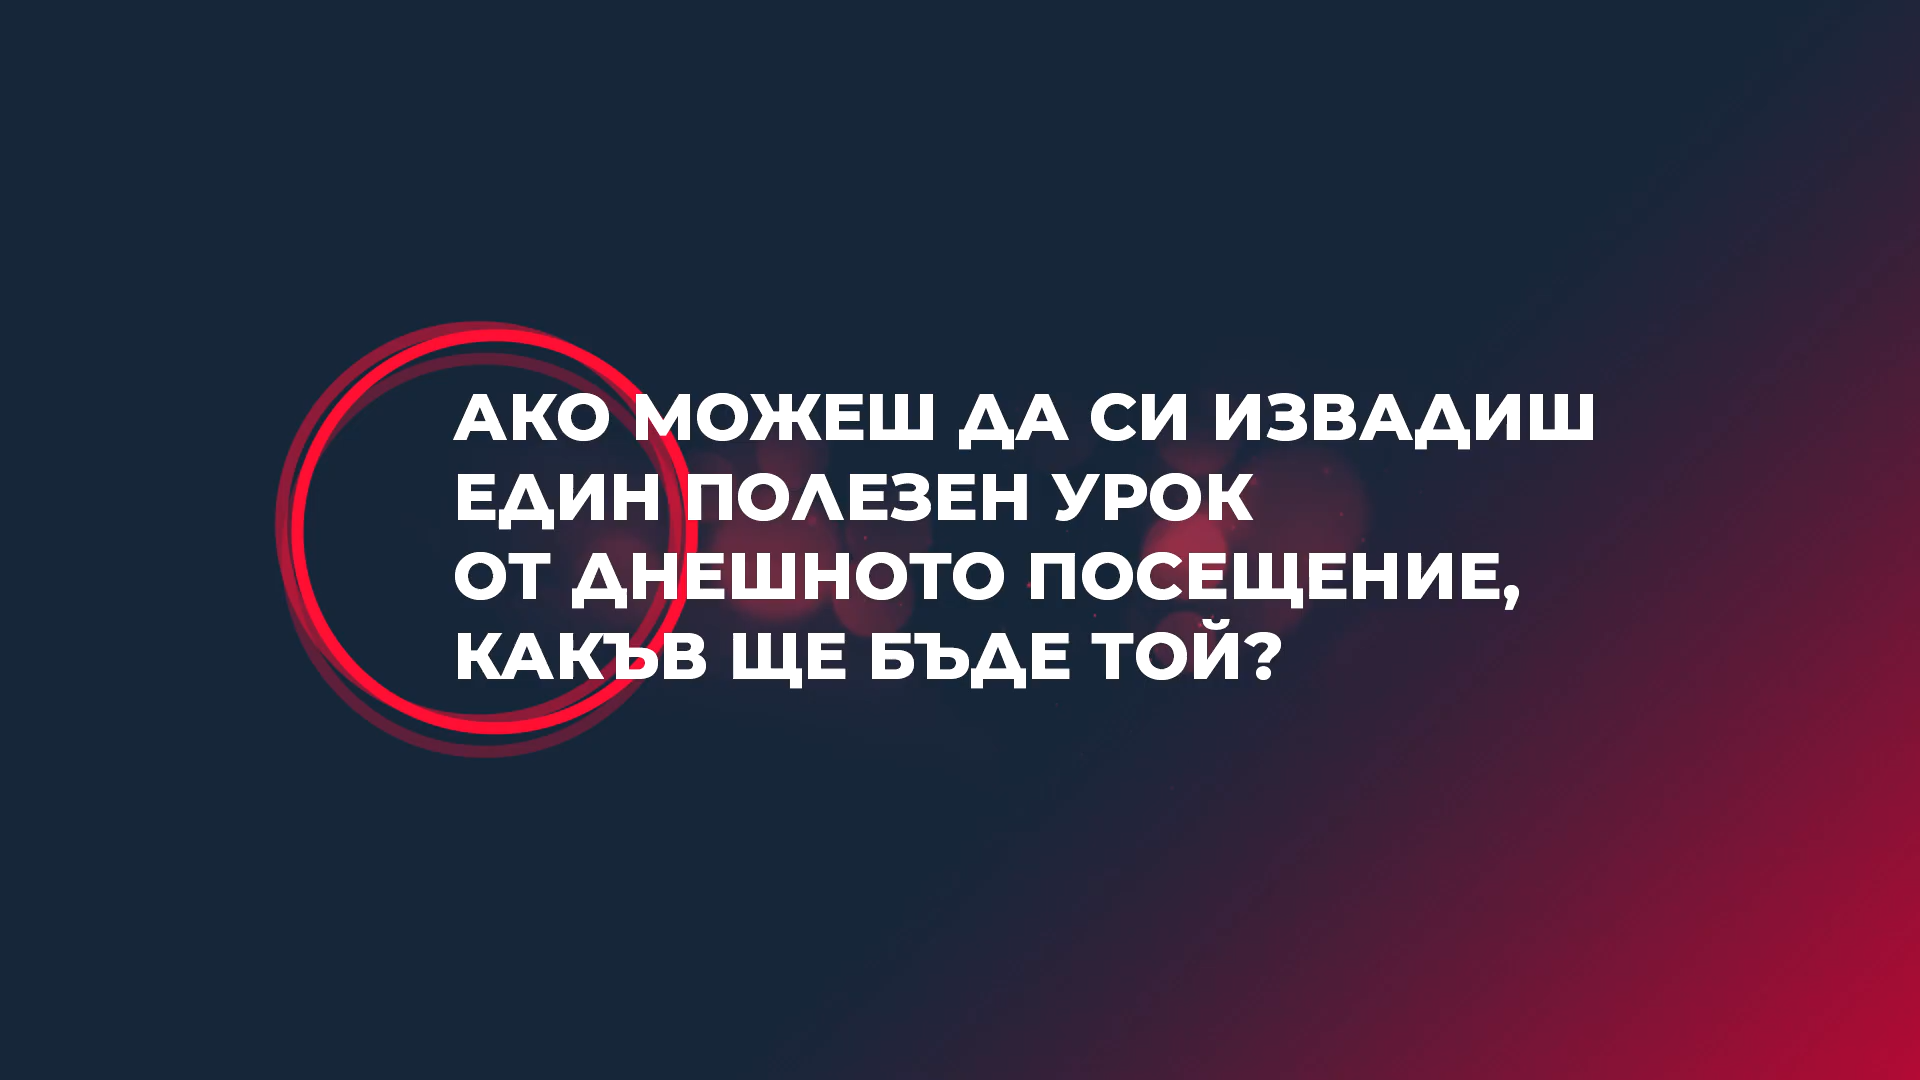 АКО МОЖЕШ ДА СИ ИЗВАДИШ
ЕДИН ПОЛЕЗЕН УРОК
ОТ ДНЕШНОТО ПОСЕЩЕНИЕ,
КАКЪВ ЩЕ БЪДЕ ТОЙ?